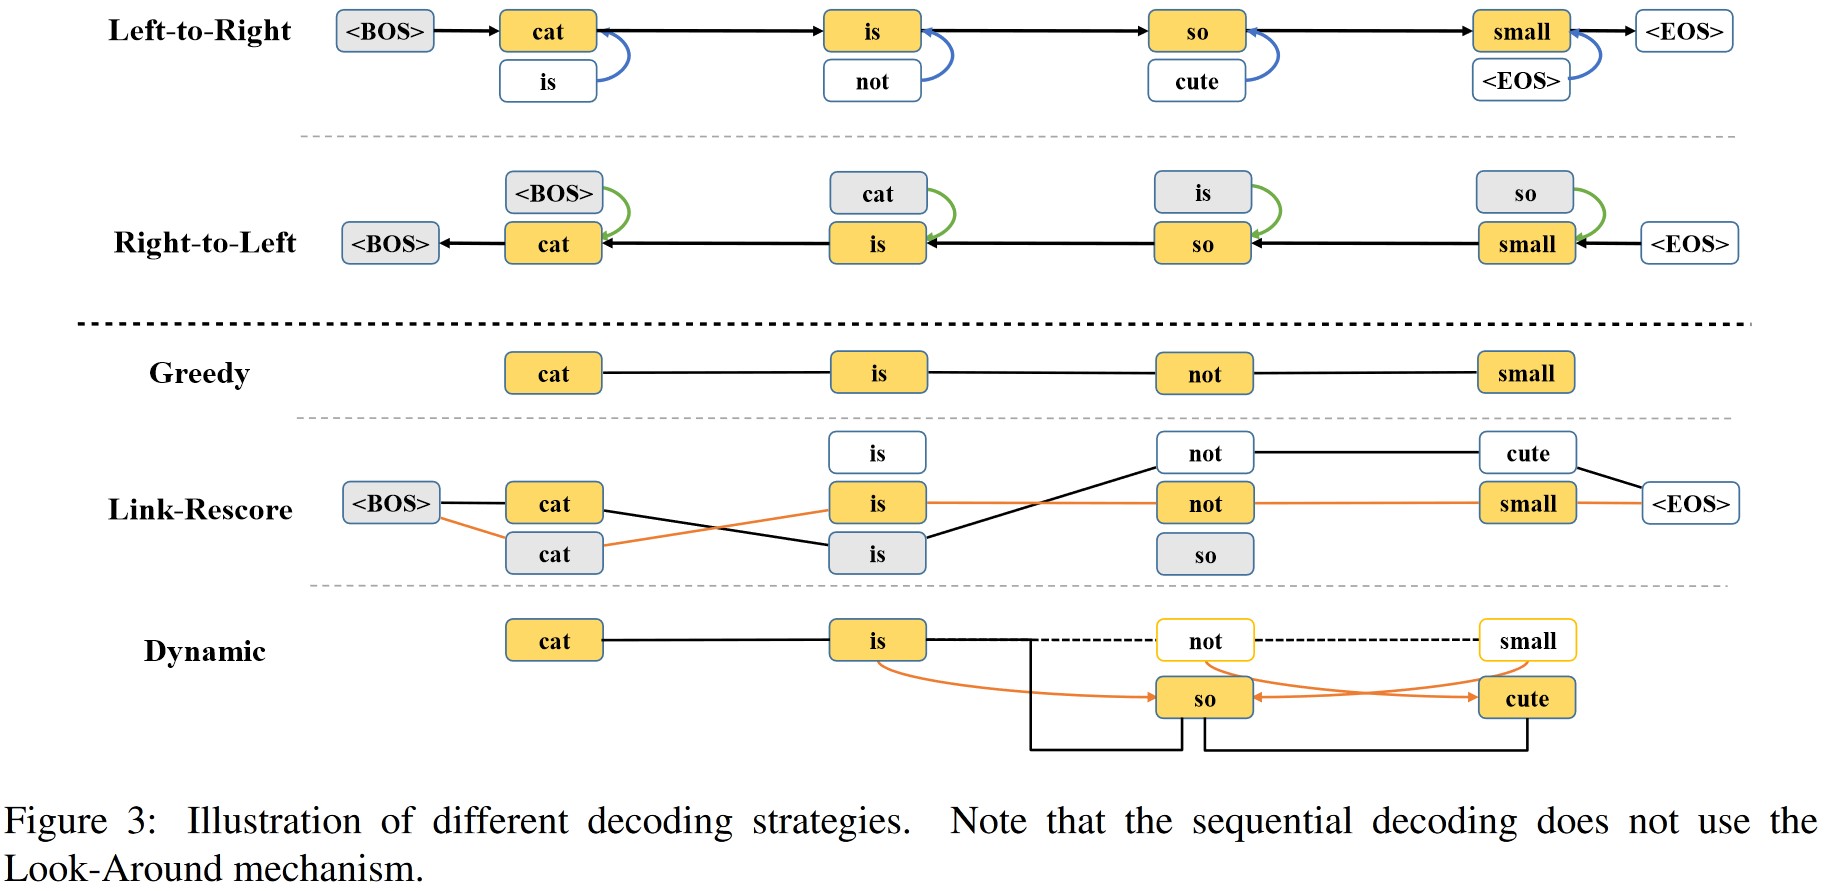 Left-to-Right <BOS> cat is so small <EOS>
is not cute <EOS>
<BOS> cat is so
Right-to-Left <BOS> cat is so small <EOS>
Greedy cat is not small
is not cute
Link-Rescore <BOS> cat is not small <EOS>
cat is so
Dynamic cat is not small
so cute
Figure 3: Illustration of different decoding strategies. Note that the sequential decoding does not use the
Look-Around mechanism.